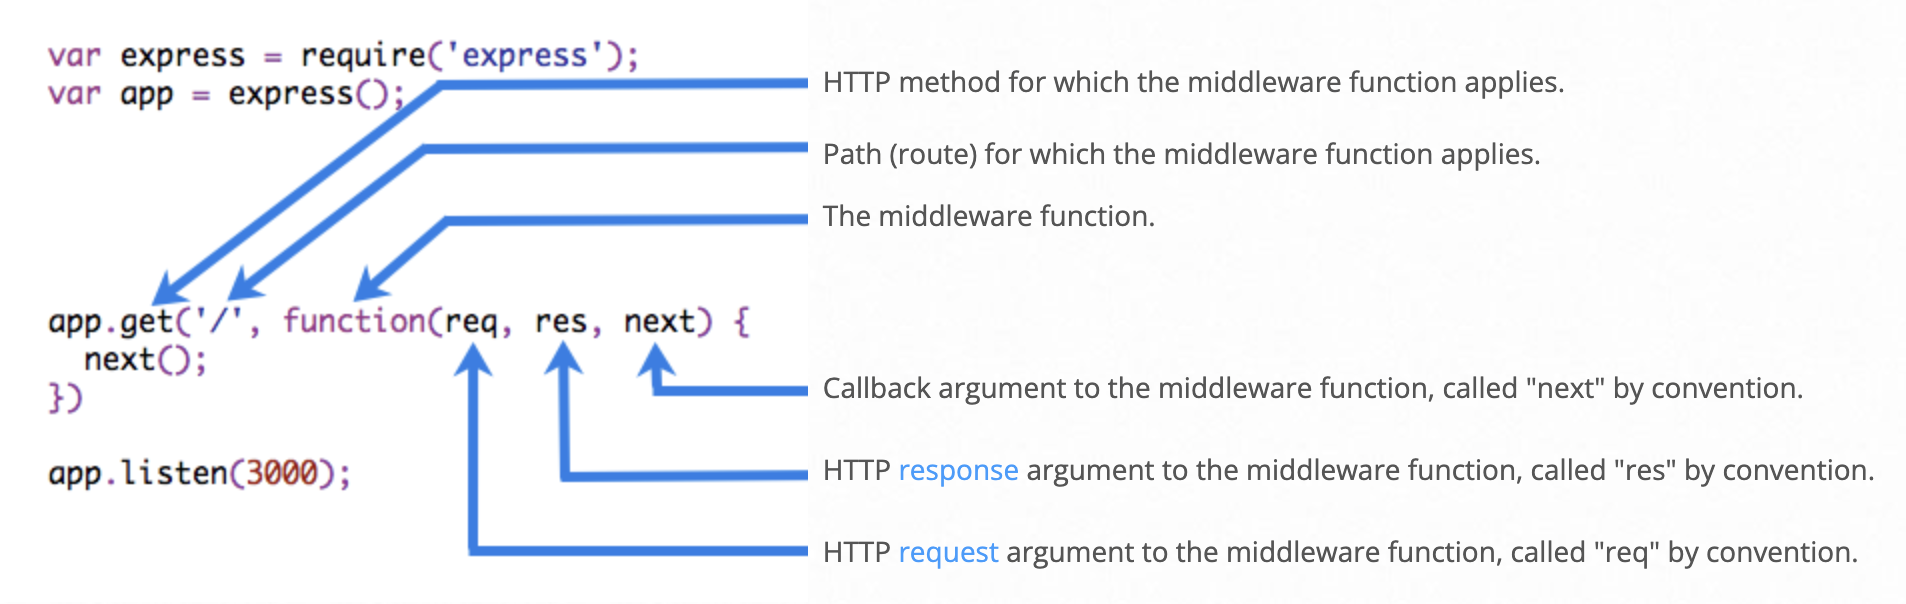 var express = require('express');
var app = express();
HTTP method for which the middleware function applies.
Path (route) for which the middleware function applies.
The middleware function.
app.get('/', function(req, res, next) {
  next();
})
Callback argument to the middleware function, called "next" by convention.
app.listen(3000);
HTTP response argument to the middleware function, called "res" by convention.
HTTP request argument to the middleware function, called "req" by convention.